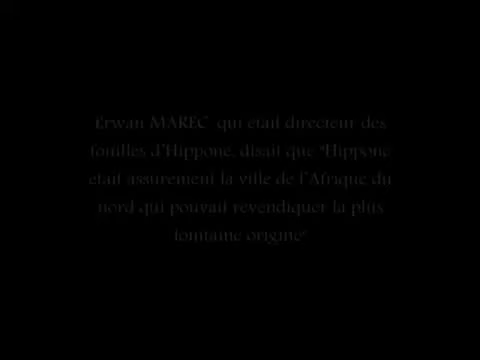 Erwan MAREC qui était directeur des
fouilles d'Hippone, disait que "Hippone
était assurément la ville de l'Afrique du
nord qui pouvait revendiquer la plus
lointaine origine"